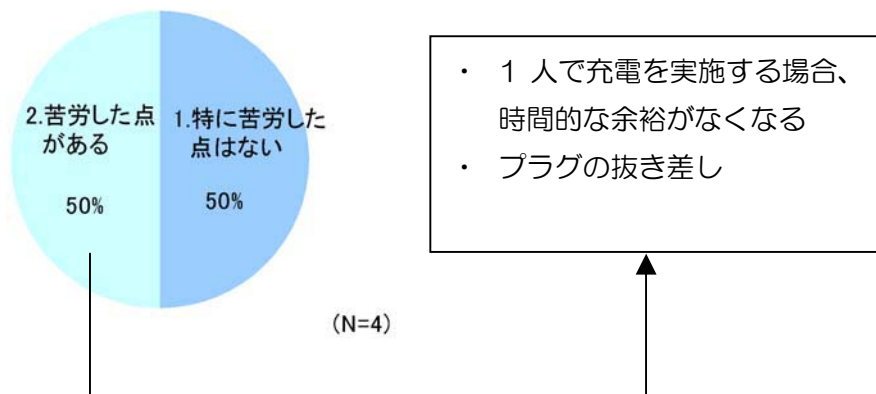 2.苦労した点
がある
50%
1.特に苦労した
点はない
50%
(N=4)
・ 1 人で充電を実施する場合、
時間的な余裕がなくなる
・ プラグの抜き差し